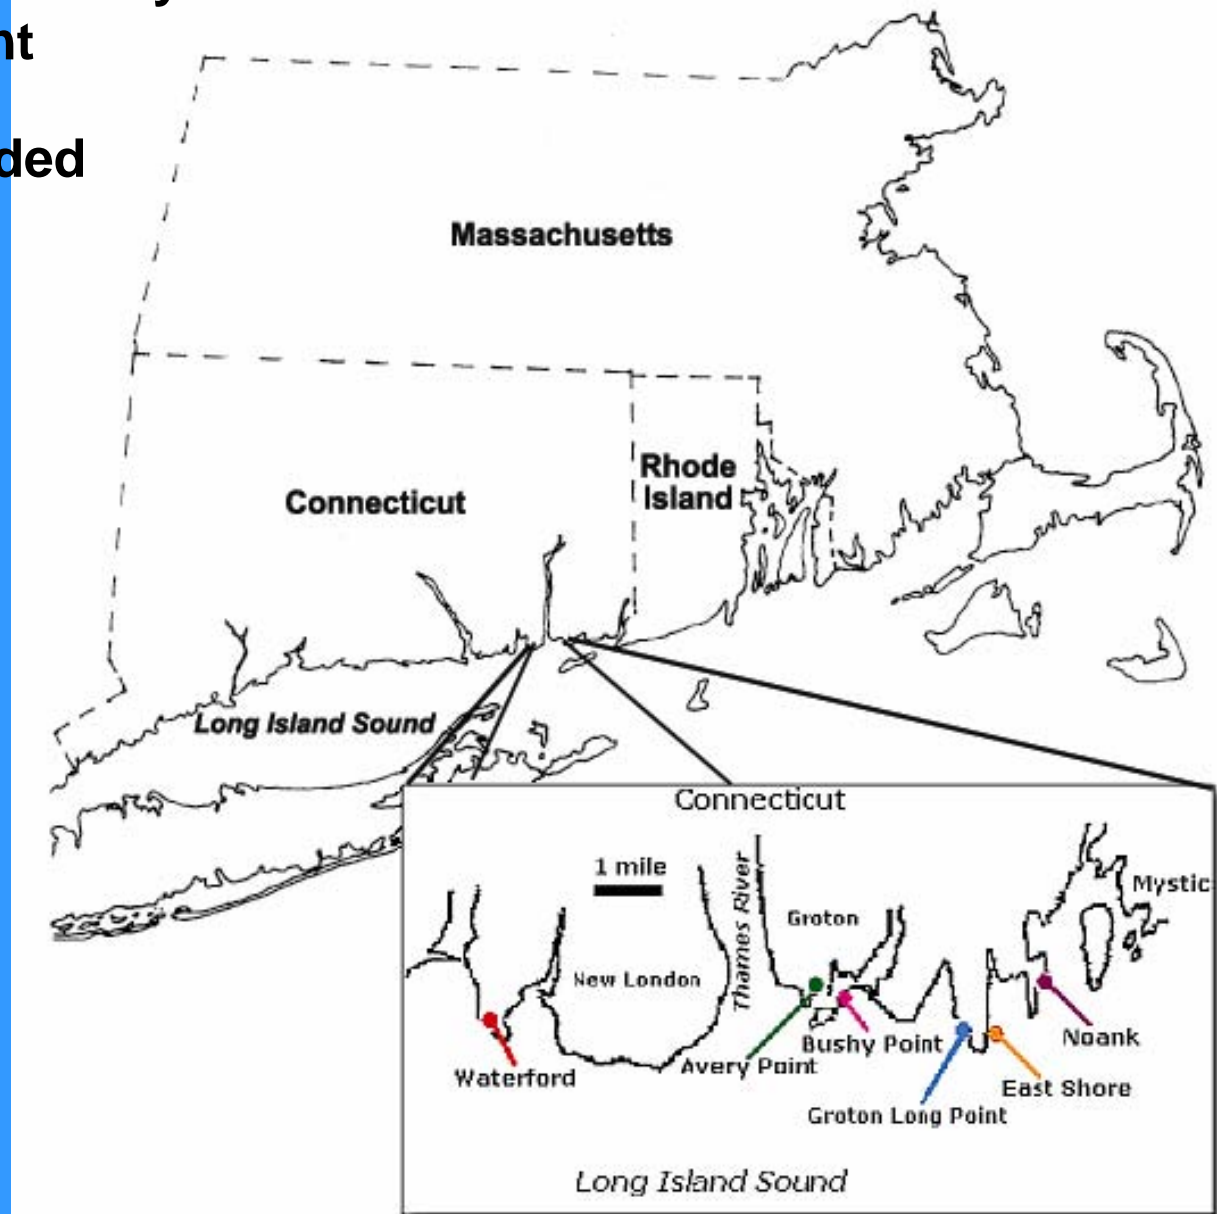 nt
ded
Massachusetts
Rhode
Island
Connecticut
Long Island Sound
Connecticut
1 mile
Mystic
Thames River
Groton
New London
Noank
Bushy Point
Avery Point
Waterford
East Shore
Groton Long Point
Long Island Sound